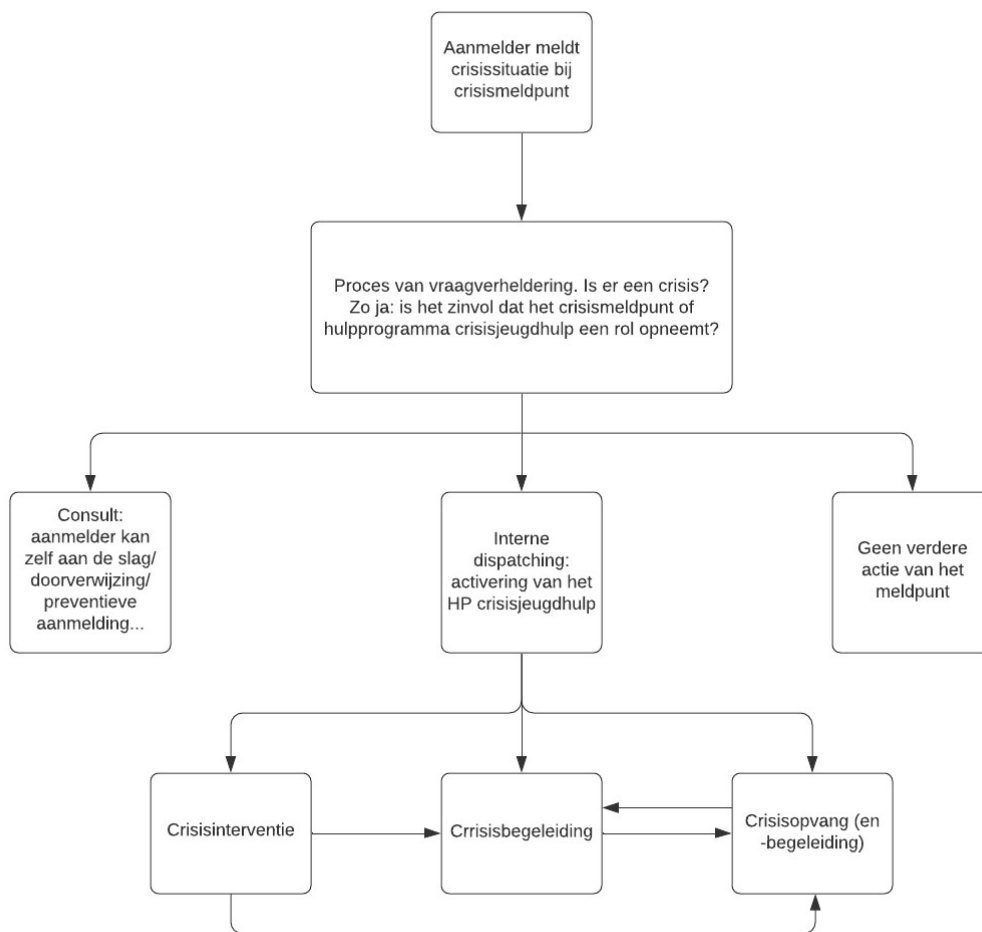 Aanmelder meldt
crisissituatie bij
crisismeldpunt
Proces van vraagverheldering. Is er een crisis?
Zo ja: is het zinvol dat het crisismeldpunt of
hulpprogramma crisisjeugdhulp een rol opneemt?
Consult:
aanmelder kan
zelf aan de slag/
doorverwijzing/
preventieve
aanmelding...
Interne
dispatching:
activering van het
HP crisisjeugdhulp
Geen verdere
actie van het
meldpunt
Crisisinterventie
Crrisisbegeleiding
Crisisopvang (en
-begeleiding)